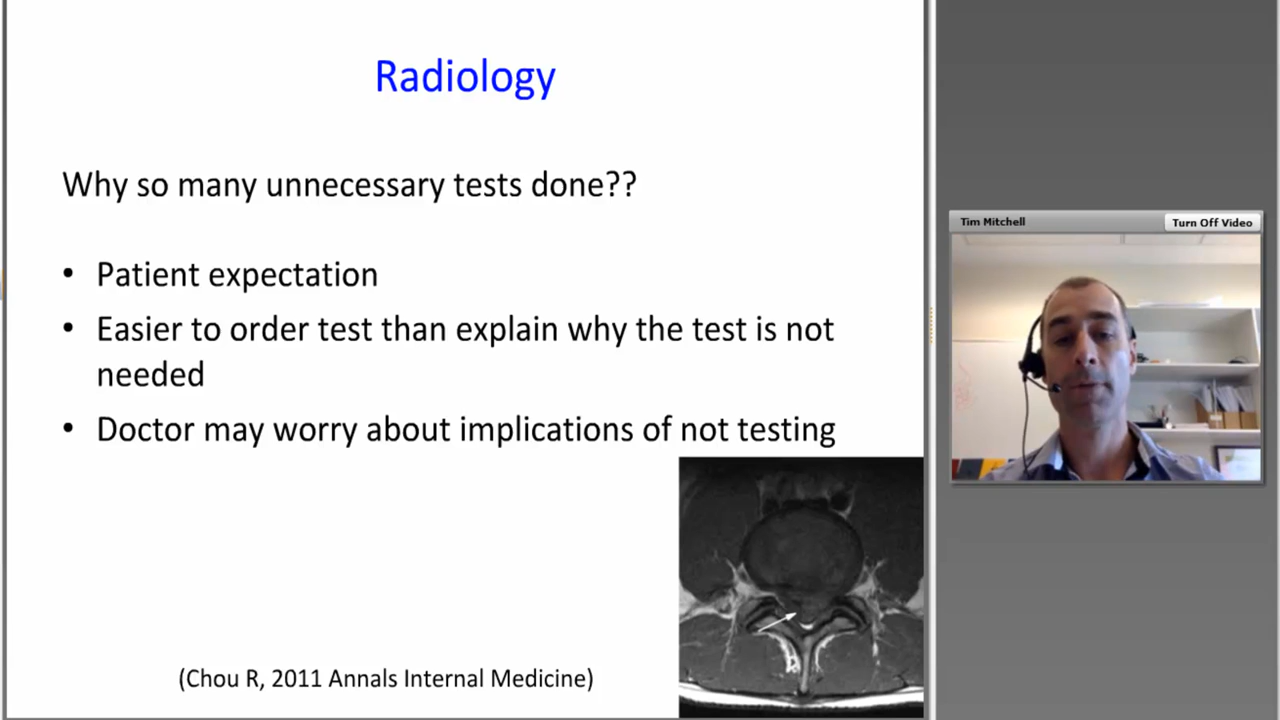 Radiology
Why so many unnecessary tests done??
• Patient expectation
• Easier to order test than explain why the test is not
needed
• Doctor may worry about implications of not testing
(Chou R, 2011 Annals Internal Medicine)
Tim Mitchell
Turn Off Video